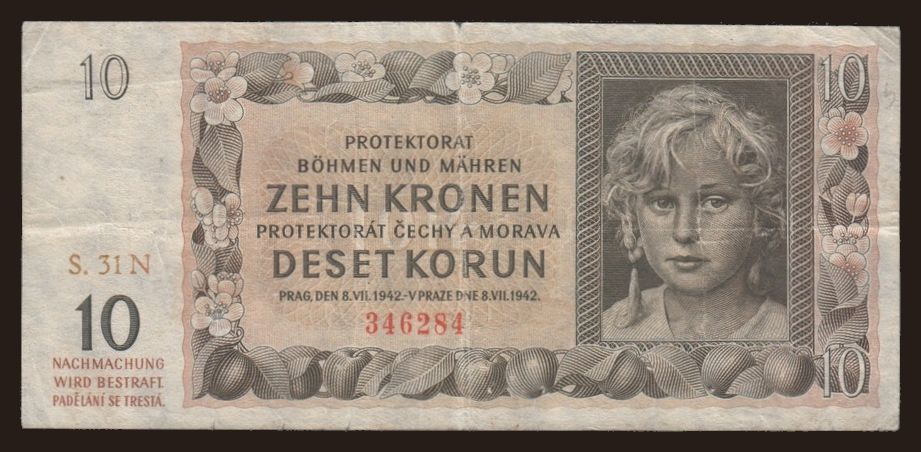 10
10
PROTEKTORAT
BÖHMEN UND MÄHREN
ZEHN KRONEN
PROTEKTORÁT ČECHY A MORAVA
DESET KORUN
PRAG, DEN 8. VII. 1942.-V PRAZE DNE 8. VII. 1942.
346284
S. 31 N
10
NACHMACHUNG
WIRD BESTRAFT.
PADĚLÁNÍ SE TRESTÁ.
10